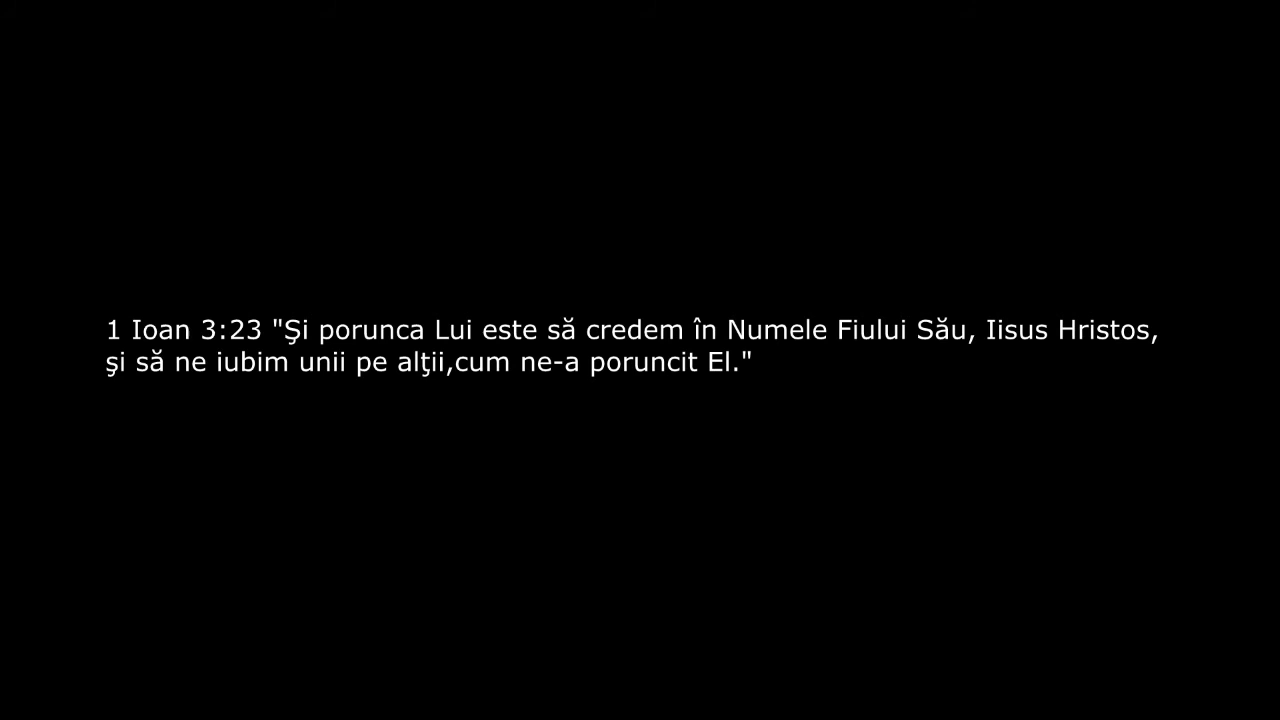 1 Ioan 3:23 "Şi porunca Lui este să credem în Numele Fiului Său, Iisus Hristos,
şi să ne iubim unii pe alţii,cum ne-a poruncit El."